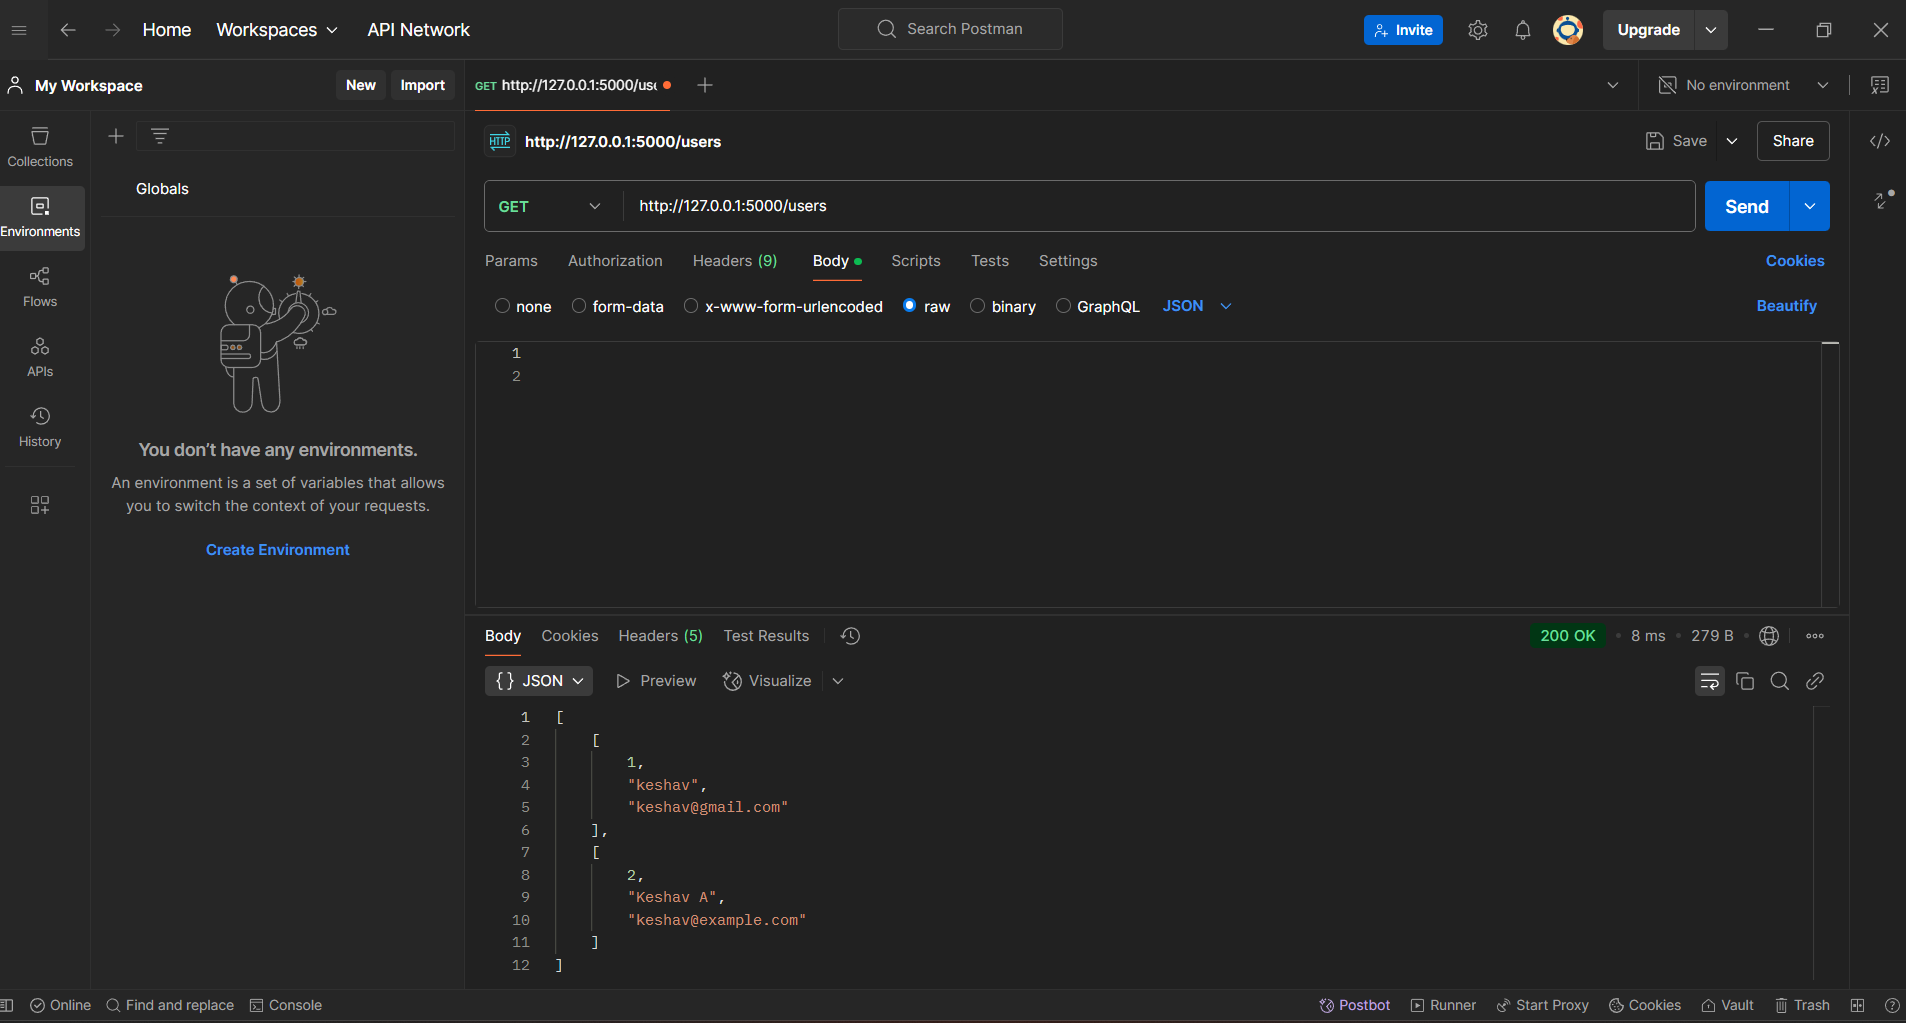 Home Workspaces API Network Search Postman Invite Upgrade
My Workspace New Import GET http://127.0.0.1:5000/use No environment
http://127.0.0.1:5000/users Save Share
Collections
Globals
GET http://127.0.0.1:5000/users Send
Environments
Params Authorization Headers (9) Body Scripts Tests Settings Cookies
Flows
none form-data x-www-form-urlencoded raw binary GraphQL JSON Beautify
APIs
1
2
History
You don't have any environments.
An environment is a set of variables that allows
you to switch the context of your requests.
Create Environment
Body Cookies Headers (5) Test Results 200 OK • 8 ms • 279 B •
{} JSON Preview Visualize
1 [
2 [
3 1,
4 "keshav",
5 "keshav@gmail.com"
6 ],
7 [
8 2,
9 "Keshav A",
10 "keshav@example.com"
11 ]
12 ]
Online Find and replace Console Postbot Runner Start Proxy Cookies Vault Trash